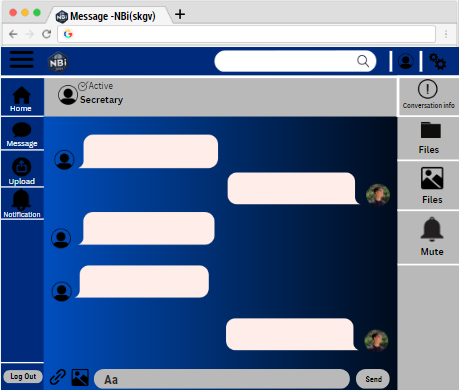 Message -NBi(skgv)
NBi
Active
Secretary
Home
Message
Upload
Notification
Log Out
Aa
Send
Conversation info
Files
Files
Mute